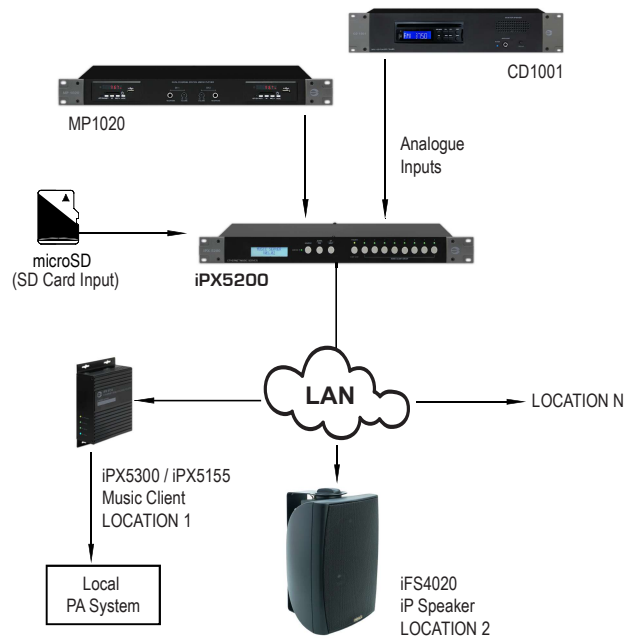 CD1001
MP1020
Analogue
Inputs
microSD
(SD Card Input)
iPX5200
LAN
LOCATION N
iPX5300 / iPX5155
Music Client
LOCATION 1
Local
PA System
iFS4020
iP Speaker
LOCATION 2